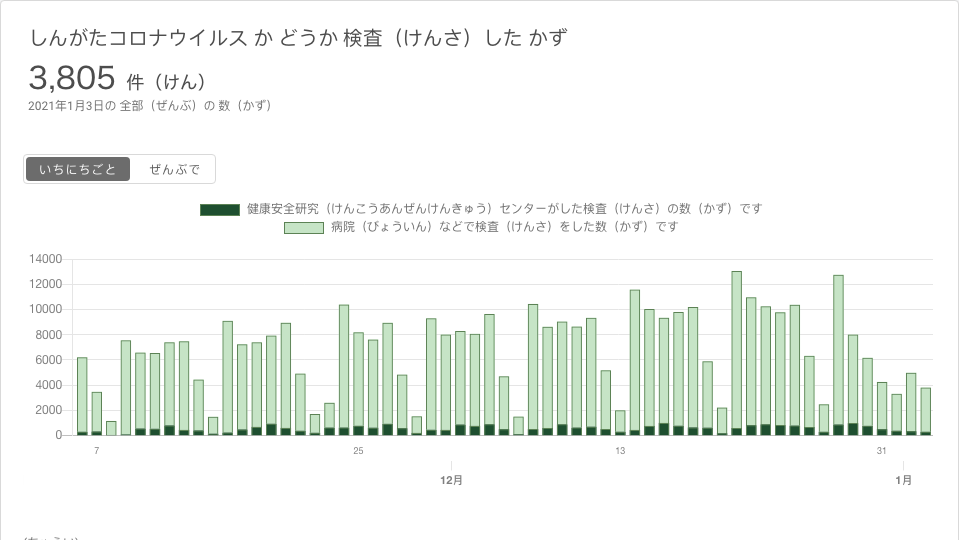 しんがたコロナウイルス か どうか 検査（けんさ）した かず
3,805 件（けん）
2021年1月3日の 全部（ぜんぶ）の 数（かず）
いちにちごと ぜんぶで
健康安全研究（けんこうあんぜんけんきゅう）センターがした検査（けんさ）の数（かず）です
病院（びょういん）などで検査（けんさ）をした数（かず）です
14000
12000
10000
8000
6000
4000
2000
0
7 25 13 31
12月 1月